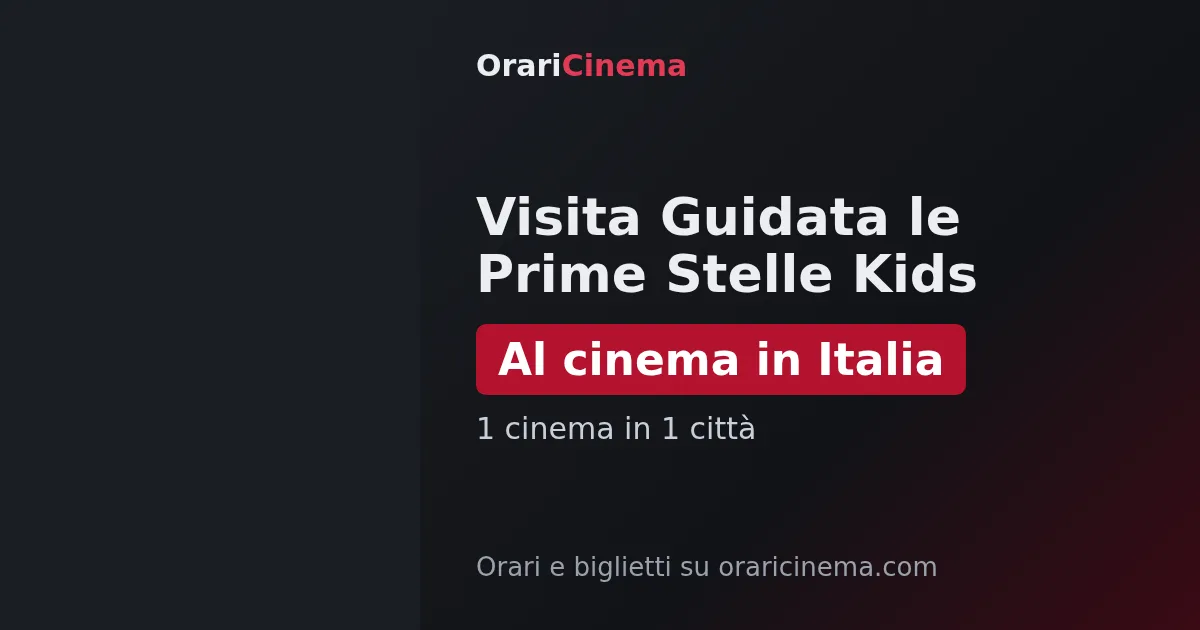 OrariCinema
Visita Guidata le
Prime Stelle Kids
Al cinema in Italia
1 cinema in 1 città
Orari e biglietti su oraricinema.com